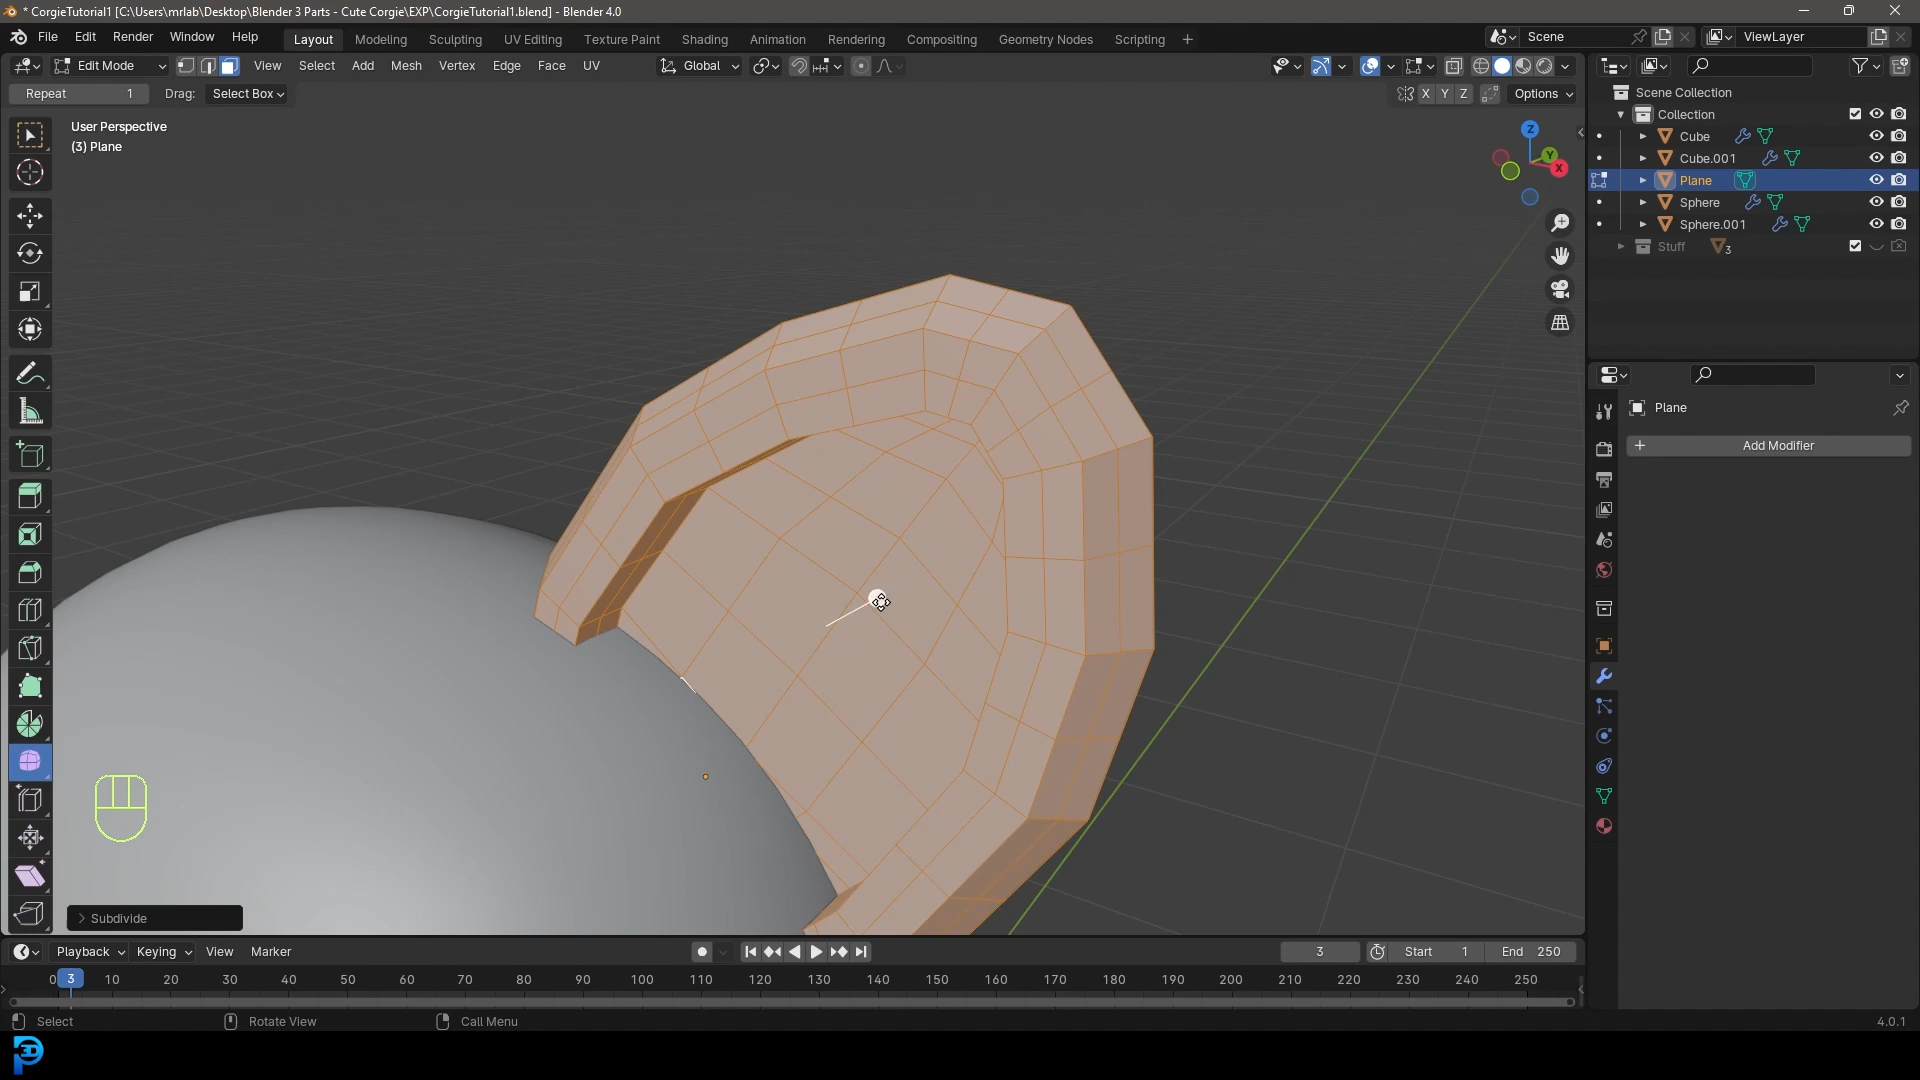 * CorgieTutorial1 [C:\Users\mrlab\Desktop\Blender 3 Parts - Cute Corgie\EXP\CorgieTutorial1.blend] - Blender 4.0
File Edit Render Window Help Layout Modeling Sculpting UV Editing Texture Paint Shading Animation Rendering Compositing Geometry Nodes Scripting + Scene ViewLayer
Edit Mode View Select Add Mesh Vertex Edge Face UV Global
Repeat 1 Drag: Select Box X Y Z Options
User Perspective
(3) Plane
Z
Y
X
Scene Collection
Collection
Cube
Cube.001
Plane
Sphere
Sphere.001
Stuff 3
Plane
+ Add Modifier
Subdivide
Playback Keying View Marker 3 Start 1 End 250
0 3 10 20 30 40 50 60 70 80 90 100 110 120 130 140 150 160 170 180 190 200 210 220 230 240 250
Select Rotate View Call Menu 4.0.1